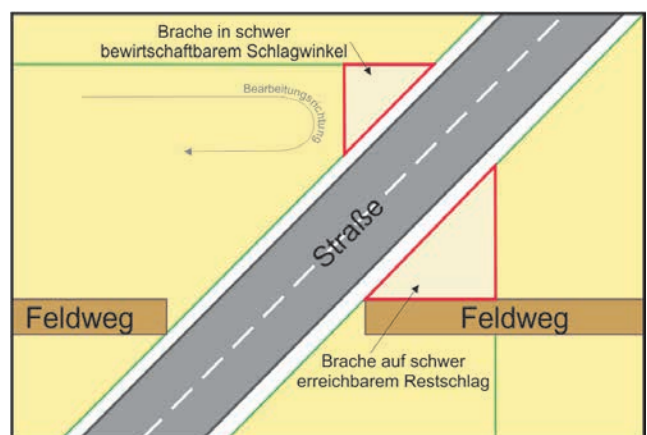 Brache in schwer
bewirtschaftbarem Schlagwinkel
Bearbeitungsrichtung
Straße
Feldweg
Feldweg
Brache auf schwer
erreichbarem Restschlag